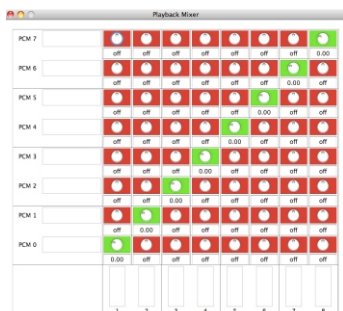 Playback Mixer
PCM 7
off off off off off off off 0.00
PCM 6
off off off off off off 0.00 off
PCM 5
off off off off off 0.00 off off
PCM 4
off off off off 0.00 off off off
PCM 3
off off off 0.00 off off off off
PCM 2
off off 0.00 off off off off off
PCM 1
off 0.00 off off off off off off
PCM 0
0.00 off off off off off off off